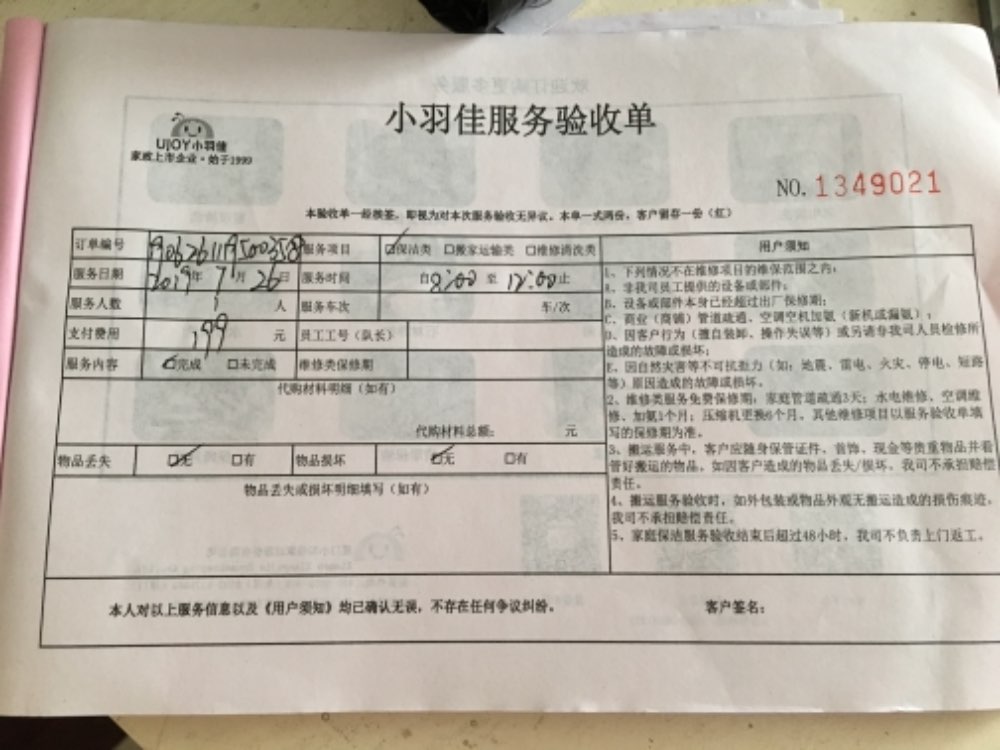 小羽佳服务验收单
UJOY小羽佳
家政上市企业·始于1999
NO. 1349021
本验收单一经签签，即视为对本次服务验收无异议。本单一式两份，客户留存一份（红）
订单编号 服务项目 保洁类 搬家运输类 维修清洗类 用户须知
服务日期 2019年7月26日 服务时间 自8:00至12:00止
服务人数 1 人 服务车次 车/次
支付费用 199 元 员工工号（队长）
服务内容 完成 未完成 维修类保修期
代购材料明细（如有）
代购材料总额： 元
物品丢失 无 有 物品损坏 无 有
物品丢失或损坏明细填写（如有）
1、下列情况不在维修项目的维保范围之内：
A、非我司员工提供的设备或部件；
B、设备或部件本身已经超过出厂保修期；
C、商业（商铺）管道疏通、空调空机加氨（新机或漏氨）；
D、因客户行为（擅自装卸、操作失误等）或另请非我司人员检修所
造成的故障或损坏；
E、因自然灾害等不可抗拒力（如：地震、雷电、火灾、停电、短路
等）原因造成的故障或损坏。
2、维修类服务免费保修期：家庭管道疏通3天；水电维修、空调维
修、加氨1个月；压缩机更换6个月。其他维修项目以服务验收单填
写的保修期为准。
3、搬运服务中，客户应随身保管证件、首饰、现金等贵重物品并看
管好搬运的物品。如因客户造成的物品丢失/损坏，我司不承担赔偿
责任。
4、搬运服务验收时，如外包装或物品外观无搬运造成的损伤痕迹，
我司不承担赔偿责任。
5、家庭保洁服务验收结束后超过48小时，我司不负责上门返工。
本人对以上服务信息以及《用户须知》均已确认无误，不存在任何争议纠纷。 客户签名：